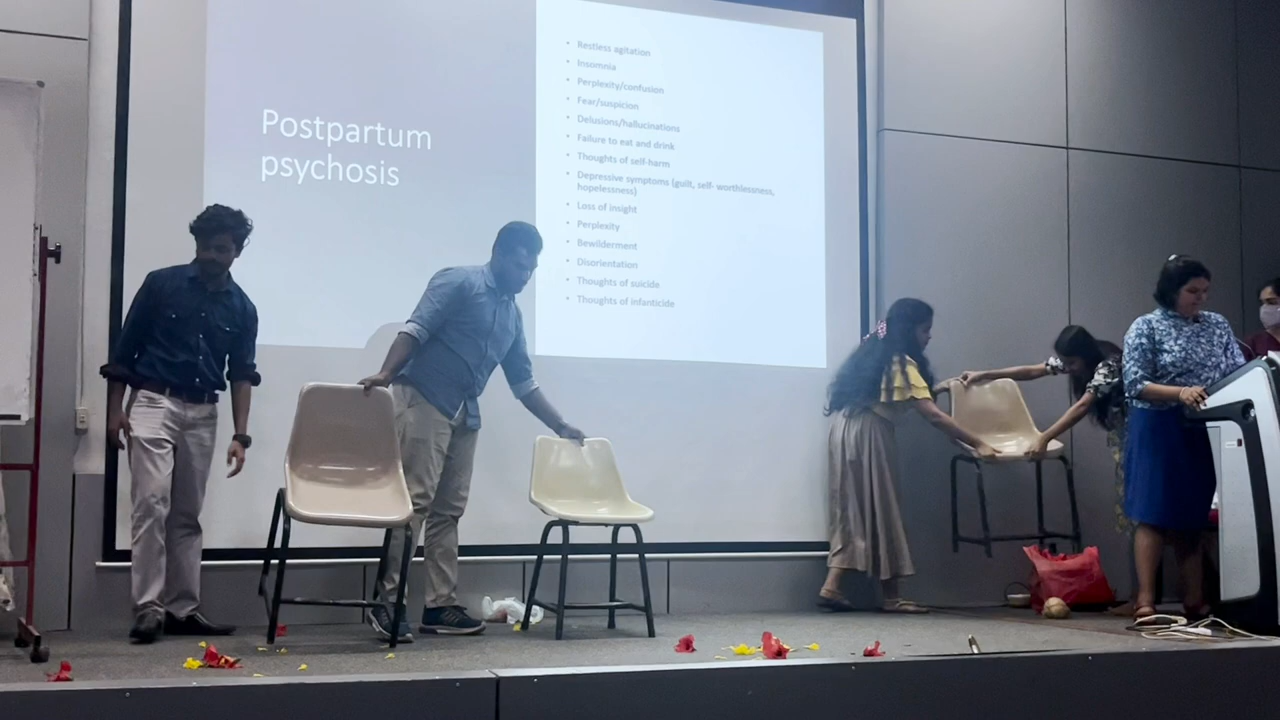 Postpartum
psychosis
• Restless agitation
• Insomnia
• Perplexity/confusion
• Fear/suspicion
• Delusions/hallucinations
• Failure to eat and drink
• Thoughts of self-harm
• Depressive symptoms (guilt, self- worthlessness,
hopelessness)
• Loss of insight
• Perplexity
• Bewilderment
• Disorientation
• Thoughts of suicide
• Thoughts of infanticide